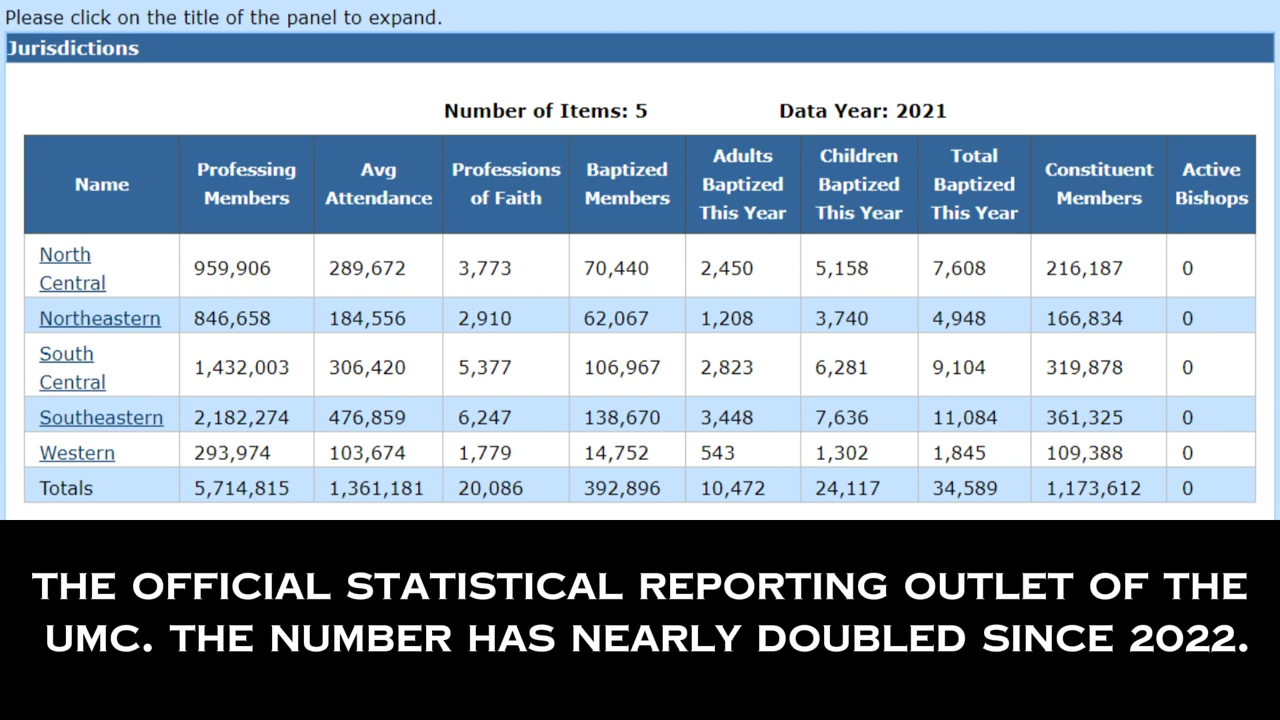 Please click on the title of the panel to expand.
Jurisdictions
Number of Items: 5 Data Year: 2021
Name Professing Members Avg Attendance Professions of Faith Baptized Members Adults Baptized This Year Children Baptized This Year Total Baptized This Year Constituent Members Active Bishops
North Central 959,906 289,672 3,773 70,440 2,450 5,158 7,608 216,187 0
Northeastern 846,658 184,556 2,910 62,067 1,208 3,740 4,948 166,834 0
South Central 1,432,003 306,420 5,377 106,967 2,823 6,281 9,104 319,878 0
Southeastern 2,182,274 476,859 6,247 138,670 3,448 7,636 11,084 361,325 0
Western 293,974 103,674 1,779 14,752 543 1,302 1,845 109,388 0
Totals 5,714,815 1,361,181 20,086 392,896 10,472 24,117 34,589 1,173,612 0
THE OFFICIAL STATISTICAL REPORTING OUTLET OF THE
UMC. THE NUMBER HAS NEARLY DOUBLED SINCE 2022.